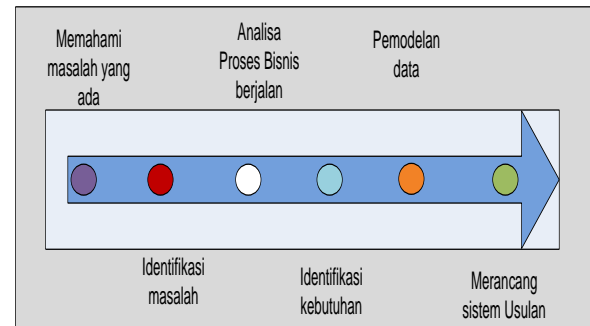 Memahami
masalah yang
ada
Analisa
Proses Bisnis
berjalan
Pemodelan
data
Identifikasi
masalah
Identifikasi
kebutuhan
Merancang
sistem Usulan